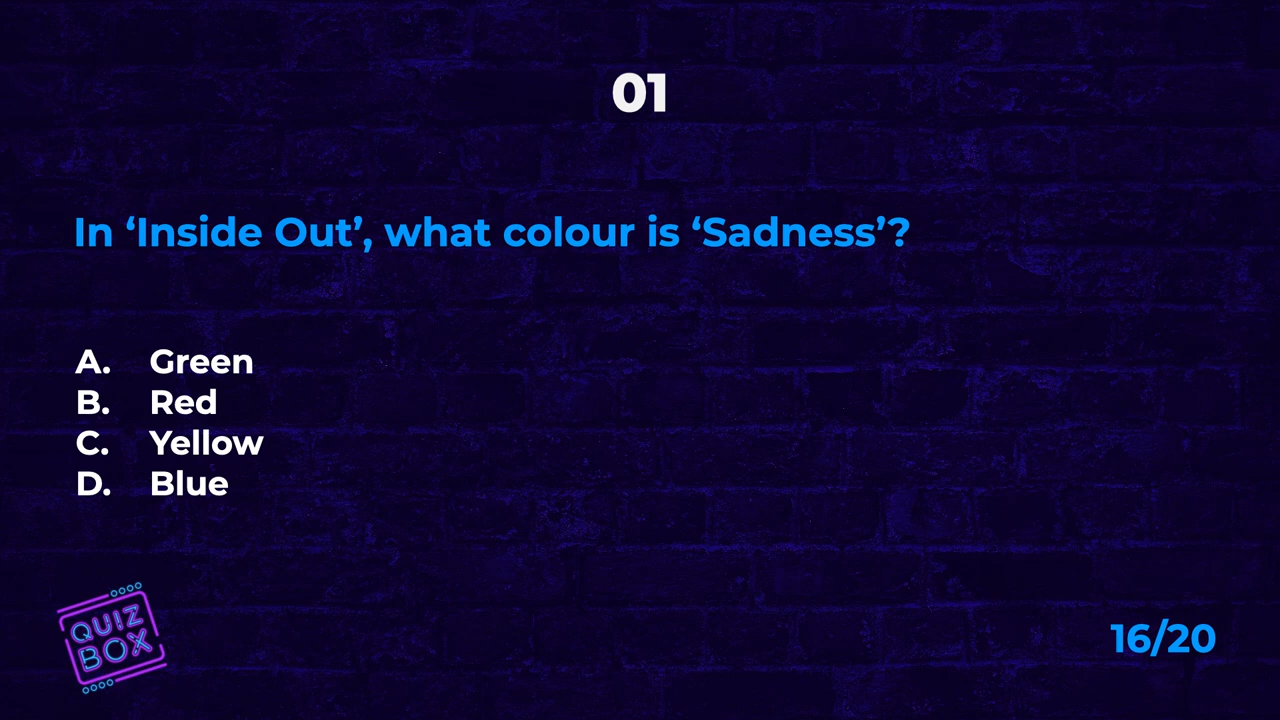 01
In ‘Inside Out’, what colour is ‘Sadness’?
A. Green
B. Red
C. Yellow
D. Blue
QUIZ
BOX
16/20